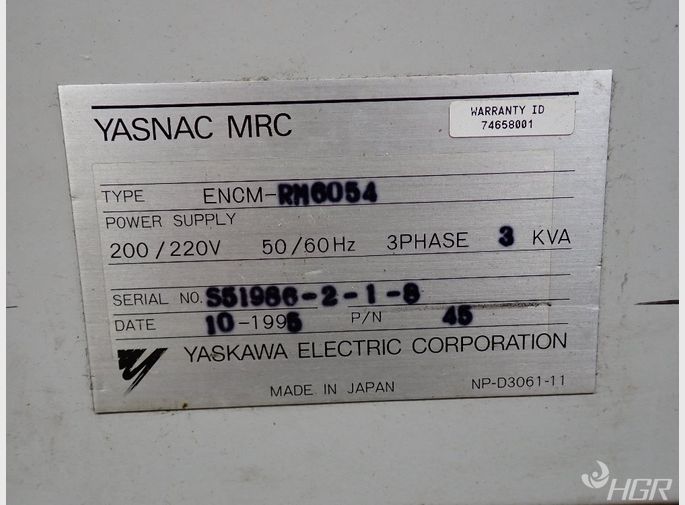 YASNAC MRC
WARRANTY ID
74658001
TYPE ENCM-RM6054
POWER SUPPLY
200/220V 50/60Hz 3PHASE 3 KVA
SERIAL NO. S51986-2-1-8
DATE 10-1995 P/N 45
YASKAWA ELECTRIC CORPORATION
MADE IN JAPAN NP-D3061-11
HGR